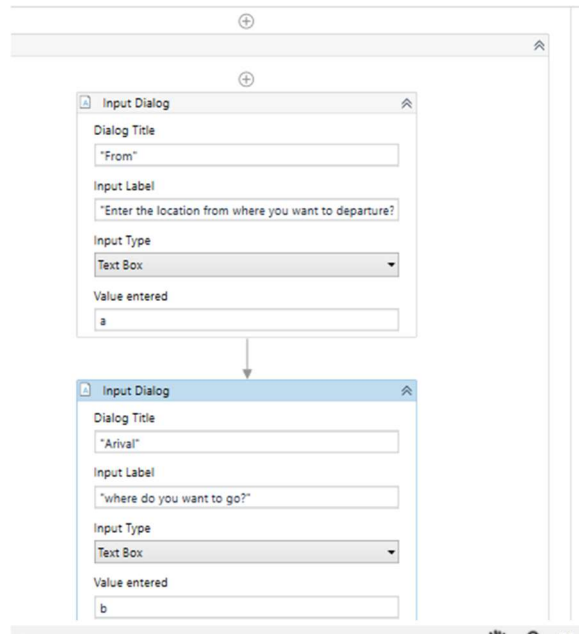 Input Dialog
Dialog Title
"From"
Input Label
"Enter the location from where you want to departure?
Input Type
Text Box
Value entered
a
Input Dialog
Dialog Title
"Arival"
Input Label
"where do you want to go?"
Input Type
Text Box
Value entered
b